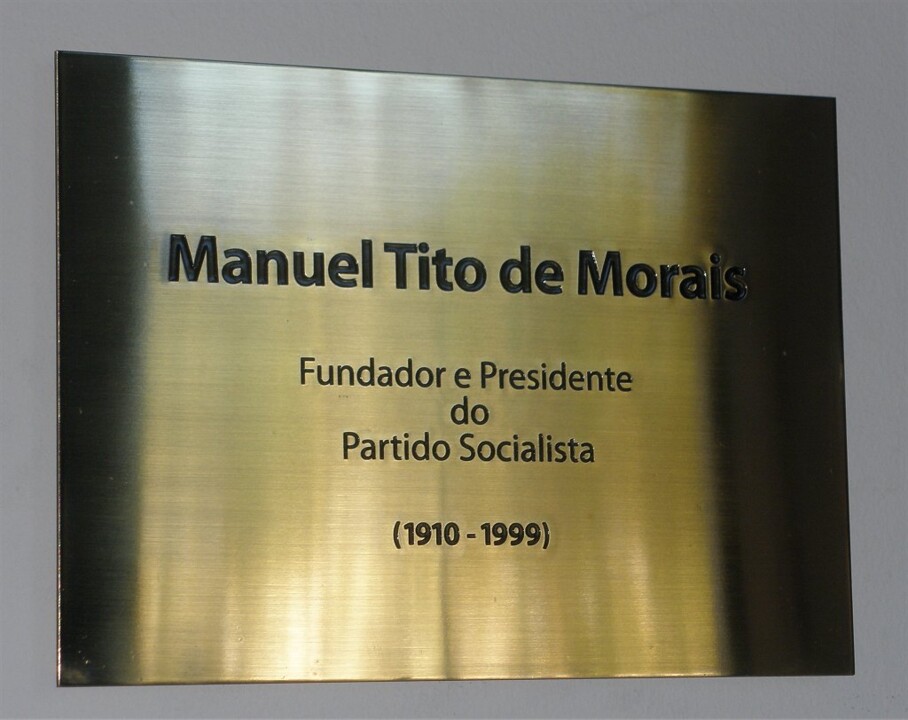 Manuel Tito de Morais
Fundador e Presidente
do
Partido Socialista
(1910 - 1999)